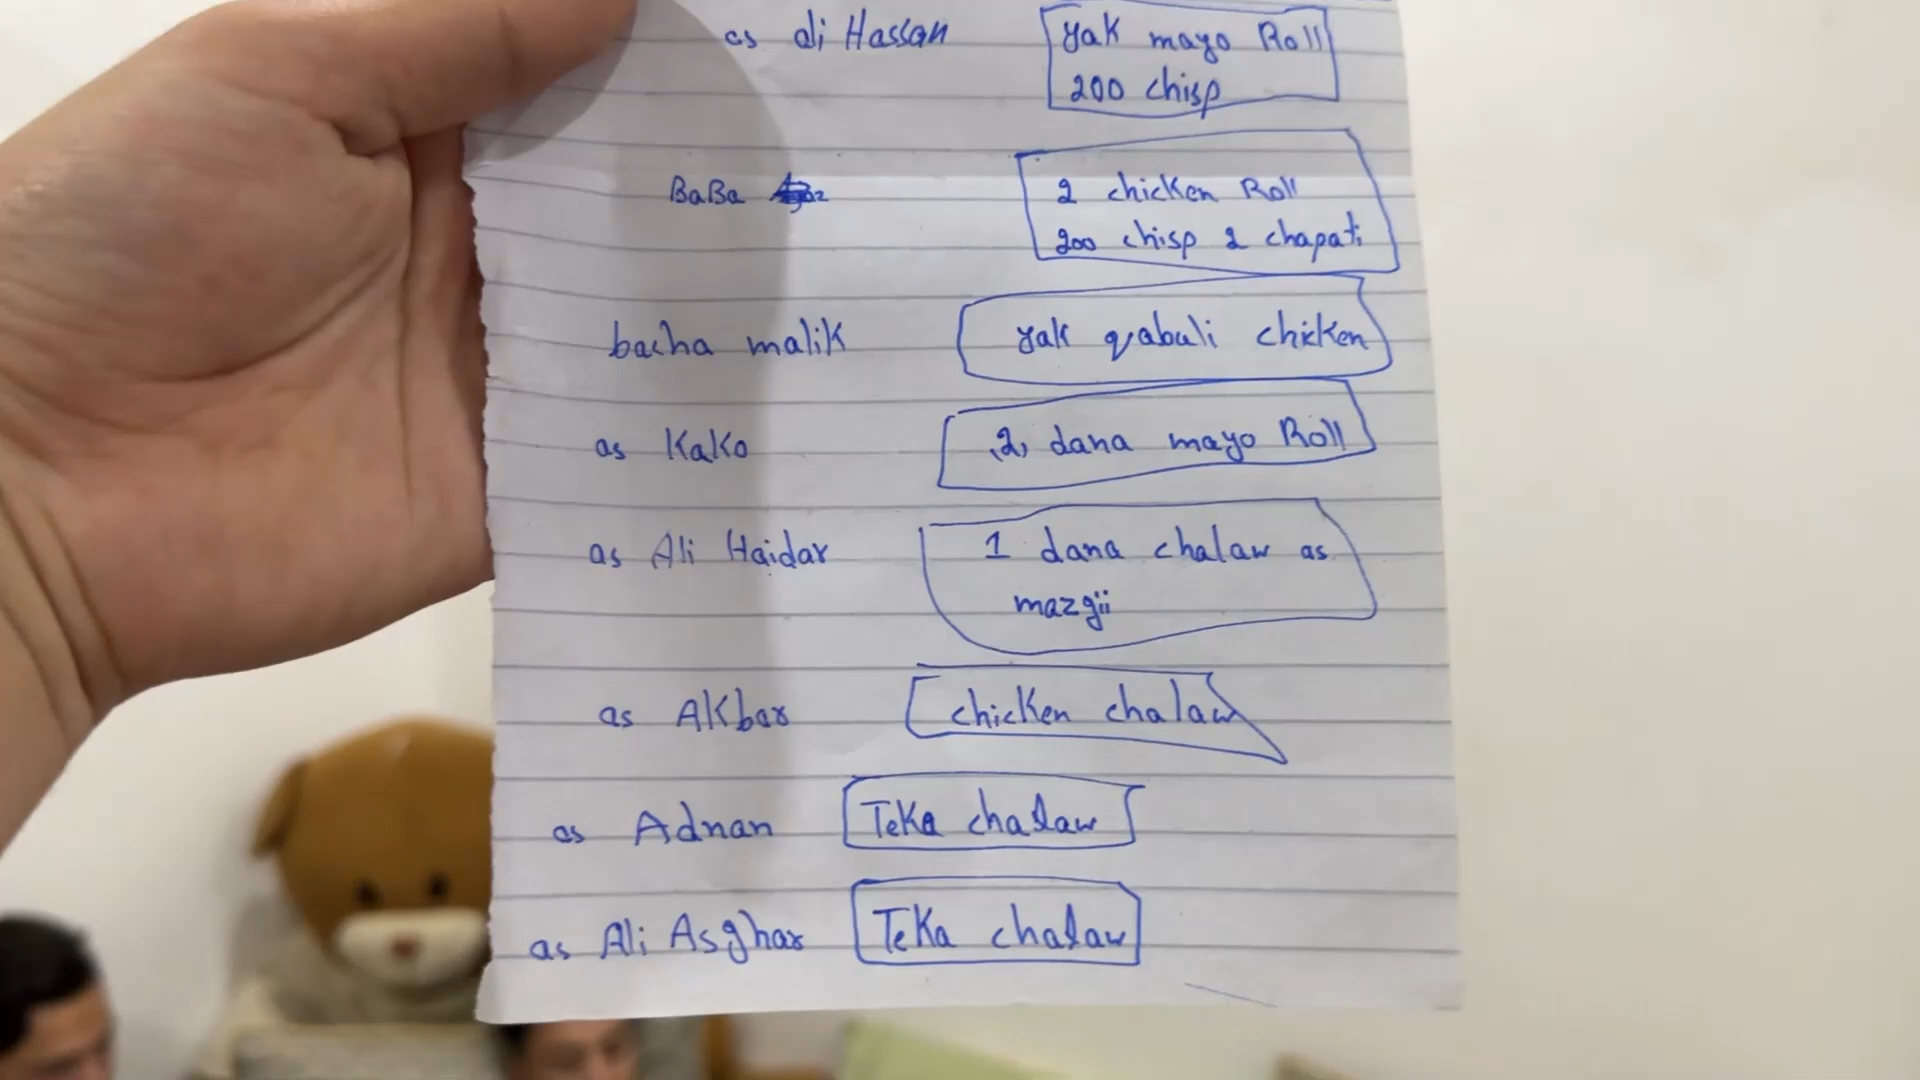 as ali Hassan yak mayo Roll
200 chisp
BaBa 2 chicken Roll
200 chisp 2 chapati
bacha malik yak qabuli chicken
as KaKo 2, dana mayo Roll
as Ali Haidar 1 dana chalaw as
mazgii
as AKbar chicken chalaw
as Adnan TeKa chalaw
as Ali Asghar TeKa chalaw